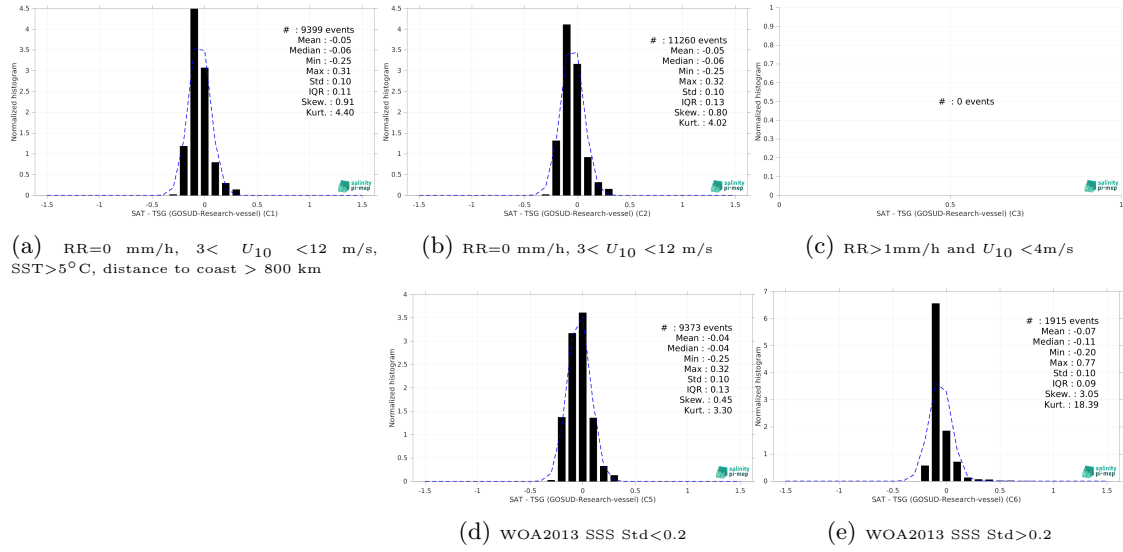 4.5
4
3.5
3
2.5
2
1.5
1
0.5
0
Normalized histogram
# : 9399 events
Mean : -0.05
Median : -0.06
Min : -0.25
Max : 0.31
Std : 0.10
IQR : 0.11
Skew. : 0.91
Kurt. : 4.40
salinity
pi-mep
-1.5 -1 -0.5 0 0.5 1 1.5
SAT - TSG (GOSUD-Research-vessel) (C1)
(a) RR=0 mm/h, 3< U10 <12 m/s,
SST>5°C, distance to coast > 800 km
4.5
4
3.5
3
2.5
2
1.5
1
0.5
0
Normalized histogram
# : 11260 events
Mean : -0.05
Median : -0.06
Min : -0.25
Max : 0.32
Std : 0.10
IQR : 0.13
Skew. : 0.80
Kurt. : 4.02
salinity
pi-mep
-1.5 -1 -0.5 0 0.5 1 1.5
SAT - TSG (GOSUD-Research-vessel) (C2)
(b) RR=0 mm/h, 3< U10 <12 m/s
1
0.9
0.8
0.7
0.6
0.5
0.4
0.3
0.2
0.1
0
Normalized histogram
# : 0 events
salinity
pi-mep
0 0.5 1
SAT - TSG (GOSUD-Research-vessel) (C3)
(c) RR>1mm/h and U10 <4m/s
4
3.5
3
2.5
2
1.5
1
0.5
0
Normalized histogram
# : 9373 events
Mean : -0.04
Median : -0.04
Min : -0.25
Max : 0.32
Std : 0.10
IQR : 0.13
Skew. : 0.45
Kurt. : 3.30
salinity
pi-mep
-1.5 -1 -0.5 0 0.5 1 1.5
SAT - TSG (GOSUD-Research-vessel) (C5)
(d) WOA2013 SSS Std<0.2
7
6
5
4
3
2
1
0
Normalized histogram
# : 1915 events
Mean : -0.07
Median : -0.11
Min : -0.20
Max : 0.77
Std : 0.10
IQR : 0.09
Skew. : 3.05
Kurt. : 18.39
salinity
pi-mep
-1.5 -1 -0.5 0 0.5 1 1.5
SAT - TSG (GOSUD-Research-vessel) (C6)
(e) WOA2013 SSS Std>0.2